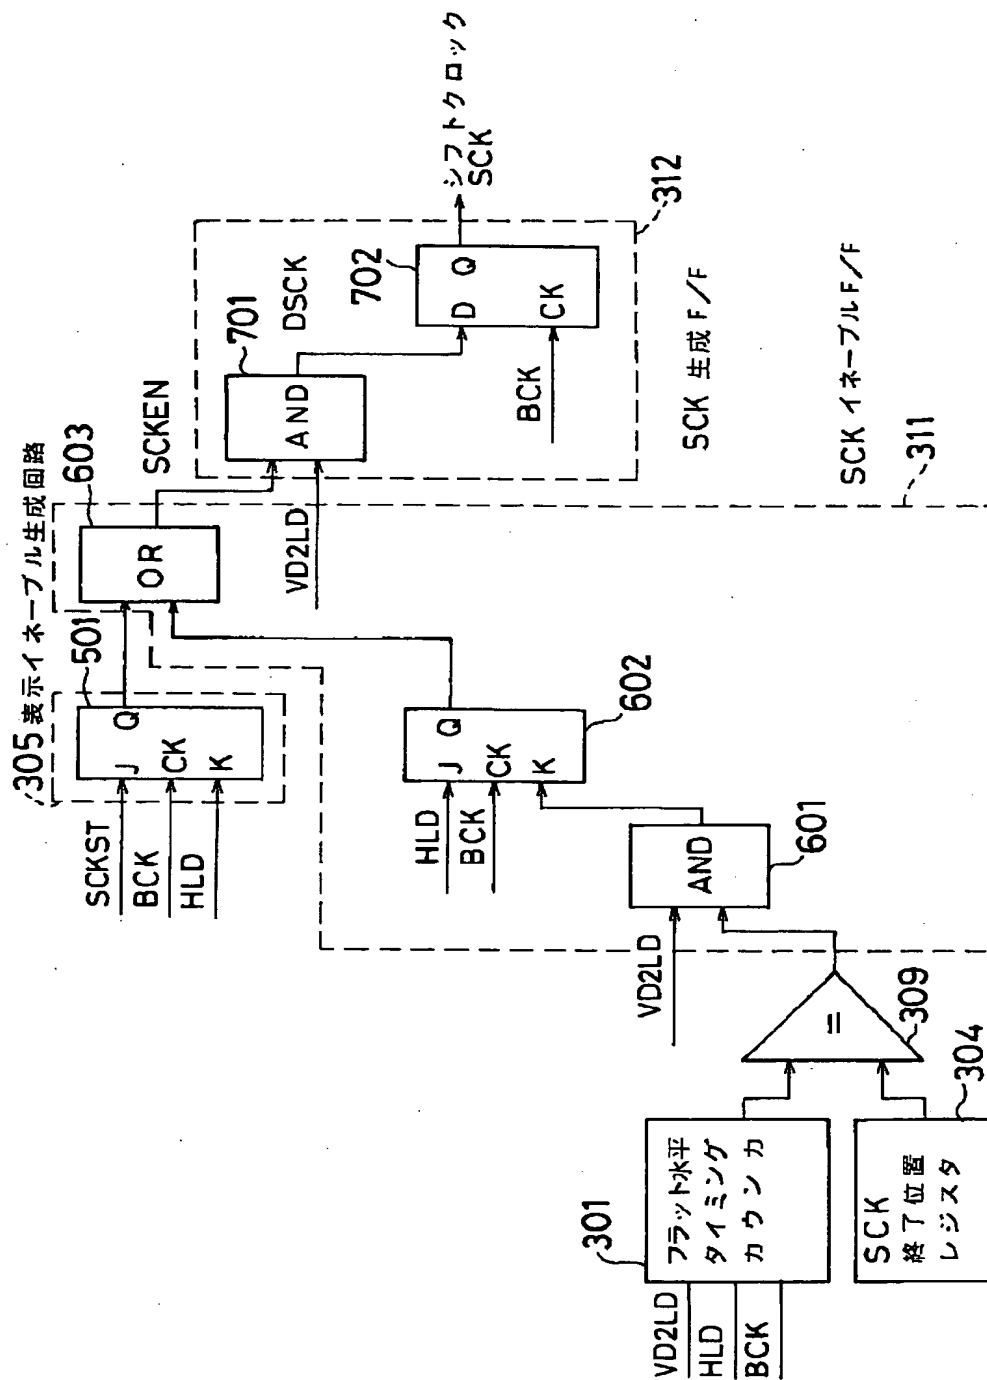 305 表示イネーブル生成回路
501
603
SCKST
BCK
HLD
J Q
CK
K
OR
SCKEN
701
DSCK
AND
VD2LD
702
D Q
CK
BCK
シフトクロック
SCK
312
SCK 生成 F/F
SCK イネーブル F/F
311
HLD
BCK
J Q
CK
K
602
VD2LD
AND
601
=
309
301
VD2LD
HLD
BCK
フラット水平
タイミング
カウンカ
SCK
終了位置
レジスタ
304